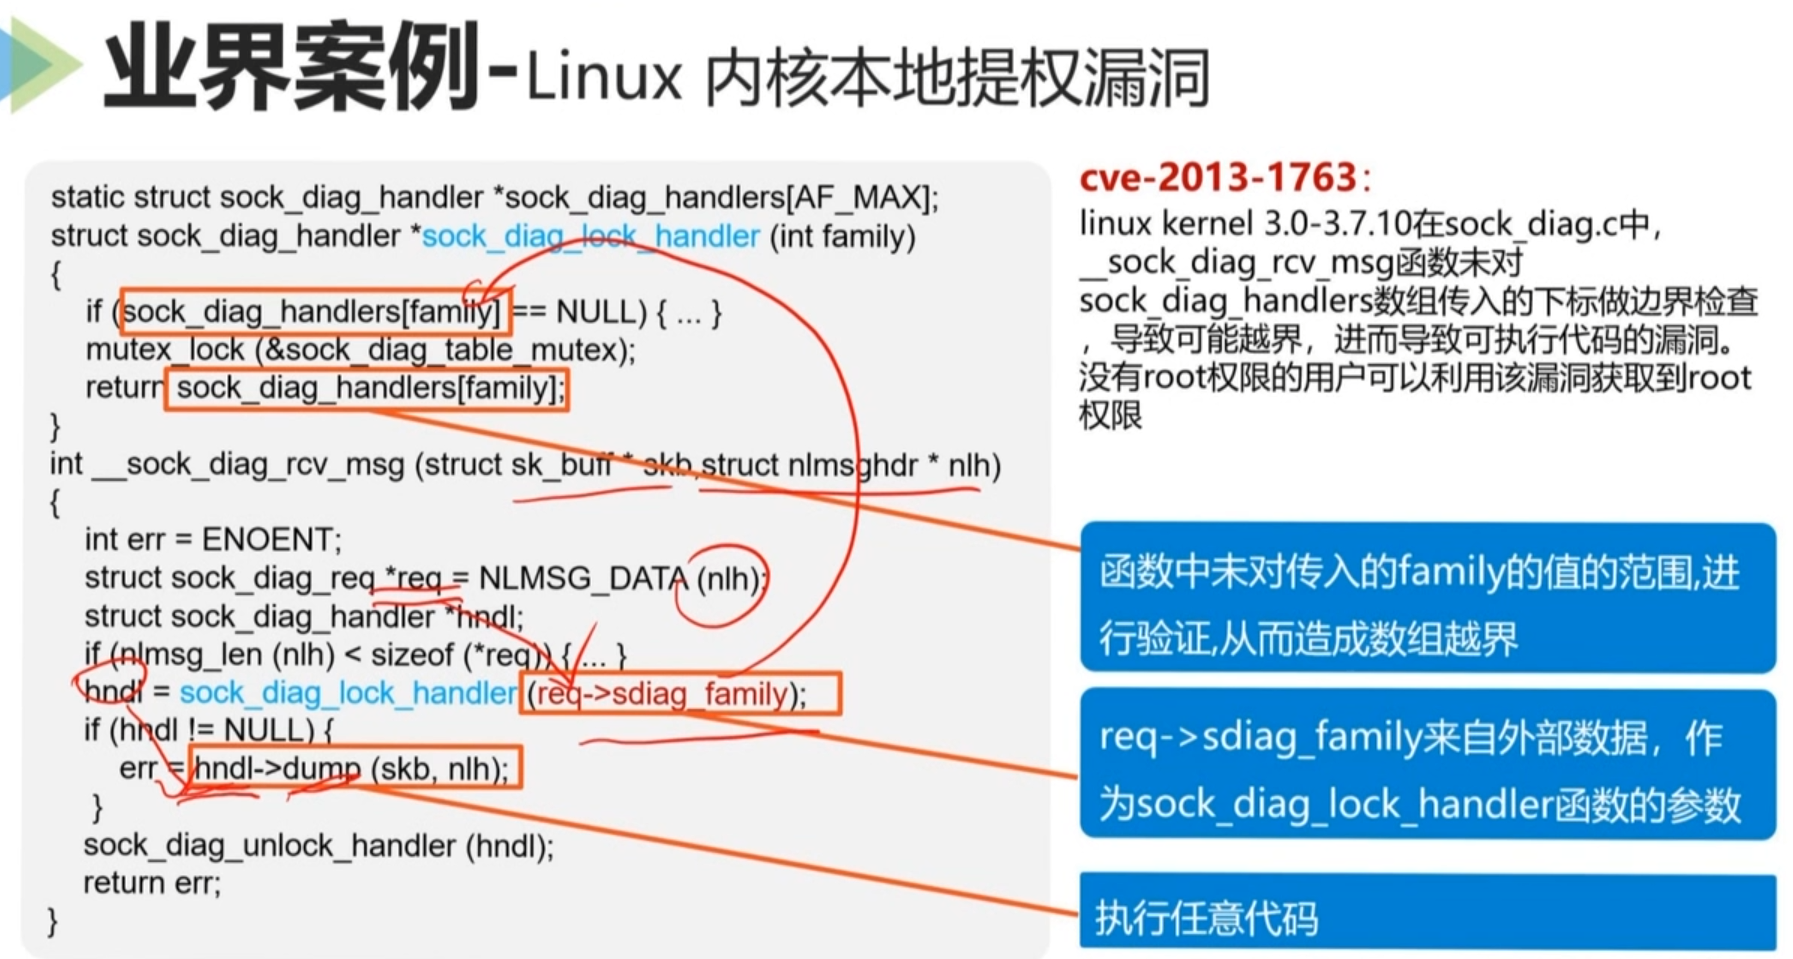 业界案例-Linux 内核本地提权漏洞
static struct sock_diag_handler *sock_diag_handlers[AF_MAX];
struct sock_diag_handler *sock_diag_lock_handler (int family)
{
if (sock_diag_handlers[family] == NULL) { ... }
mutex_lock (&sock_diag_table_mutex);
return sock_diag_handlers[family];
}
int __sock_diag_rcv_msg (struct sk_buff * skb,struct nlmsghdr * nlh)
{
int err = ENOENT;
struct sock_diag_req *req = NLMSG_DATA (nlh);
struct sock_diag_handler *hndl;
if (nlmsg_len (nlh) < sizeof (*req)) { ... }
hndl = sock_diag_lock_handler (req->sdiag_family);
if (hndl != NULL) {
err = hndl->dump (skb, nlh);
}
sock_diag_unlock_handler (hndl);
return err;
}
cve-2013-1763：
linux kernel 3.0-3.7.10在sock_diag.c中，
__sock_diag_rcv_msg函数未对
sock_diag_handlers数组传入的下标做边界检查
，导致可能越界，进而导致可执行代码的漏洞。
没有root权限的用户可以利用该漏洞获取到root
权限
函数中未对传入的family的值的范围,进
行验证,从而造成数组越界
req->sdiag_family来自外部数据，作
为sock_diag_lock_handler函数的参数
执行任意代码